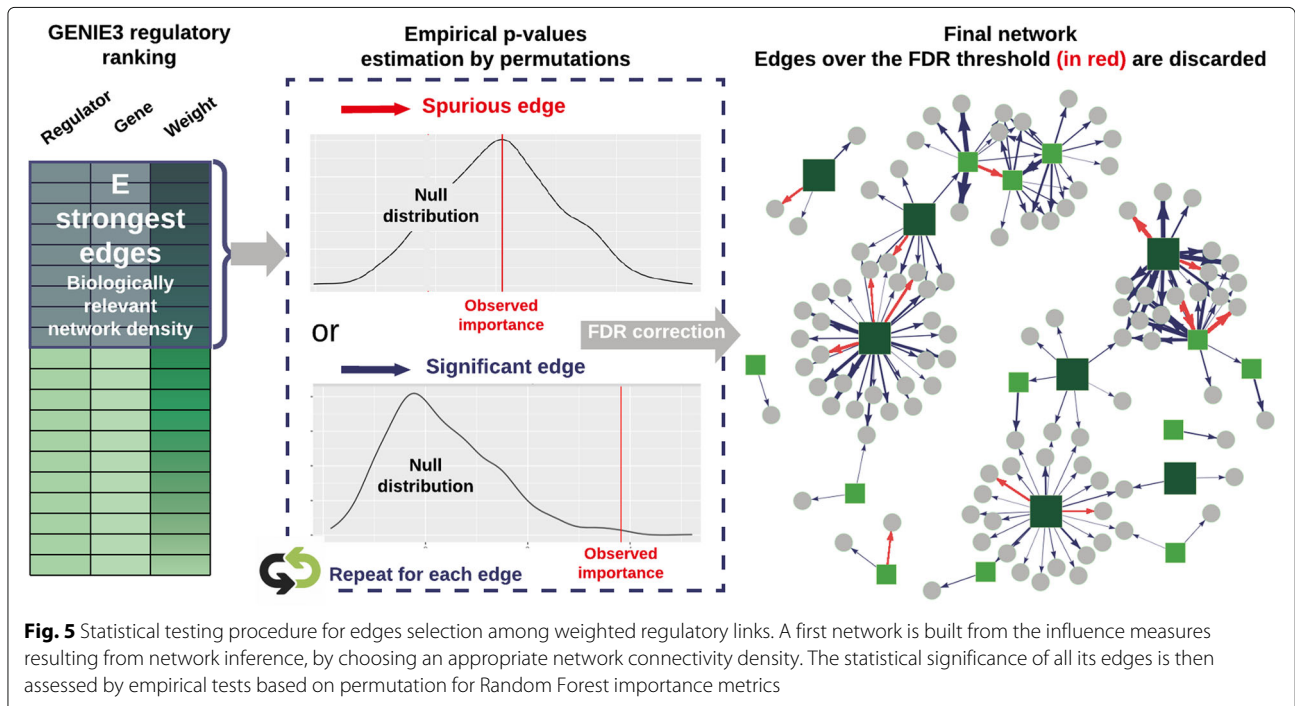 GENIE3 regulatory
ranking
Regulator
Gene
Weight
E
strongest
edges
Biologically
relevant
network density
Empirical p-values
estimation by permutations
Spurious edge
Null
distribution
Observed
importance
or
Significant edge
Null
distribution
Observed
importance
Repeat for each edge
FDR correction
Final network
Edges over the FDR threshold (in red) are discarded
Fig. 5 Statistical testing procedure for edges selection among weighted regulatory links. A first network is built from the influence measures
resulting from network inference, by choosing an appropriate network connectivity density. The statistical significance of all its edges is then
assessed by empirical tests based on permutation for Random Forest importance metrics